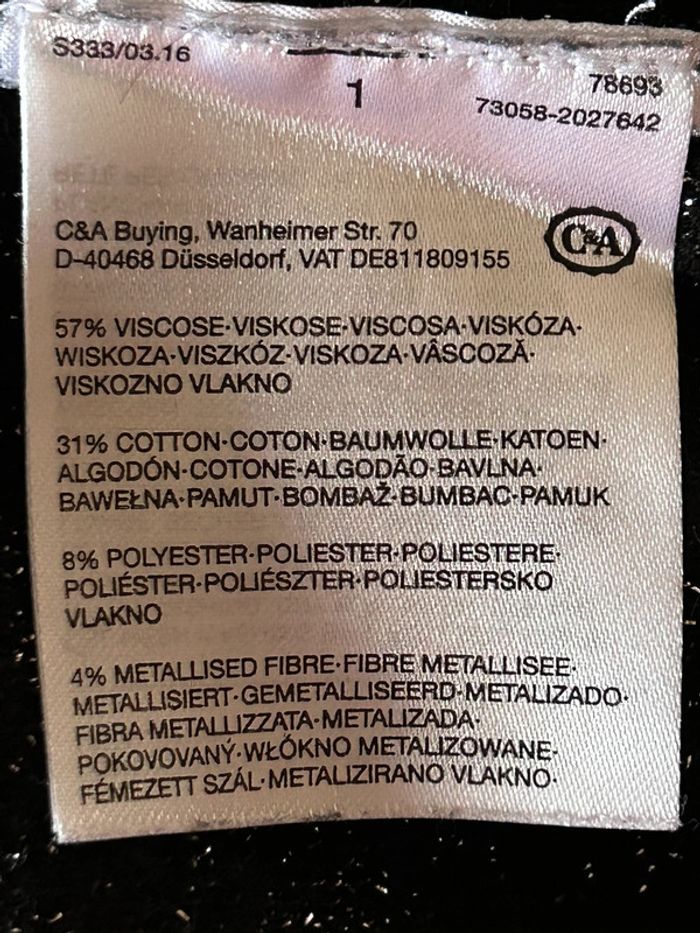 S333/03.16
1
78693
73058-2027642
C&A Buying, Wanheimer Str. 70
D-40468 Düsseldorf, VAT DE811809155
C&A
57% VISCOSE·VISKOSE·VISCOSA·VISKÓZA·
WISKOZA·VISZKÓZ·VISKOZA·VÂSCOZĂ·
VISKOZNO VLAKNO
31% COTTON·COTON·BAUMWOLLE·KATOEN·
ALGODÓN·COTONE·ALGODÃO·BAVLNA·
BAWEŁNA·PAMUT·BOMBAŽ·BUMBAC·PAMUK
8% POLYESTER·POLIESTER·POLIESTERE·
POLIÉSTER·POLIÉSZTER·POLIESTERSKO
VLAKNO
4% METALLISED FIBRE·FIBRE METALLISEE·
METALLISIERT·GEMETALLISEERD·METALIZADO·
FIBRA METALLIZZATA·METALIZADA·
POKOVOVANÝ·WŁÓKNO METALIZOWANE·
FÉMEZETT SZÁL·METALIZIRANO VLAKNO·